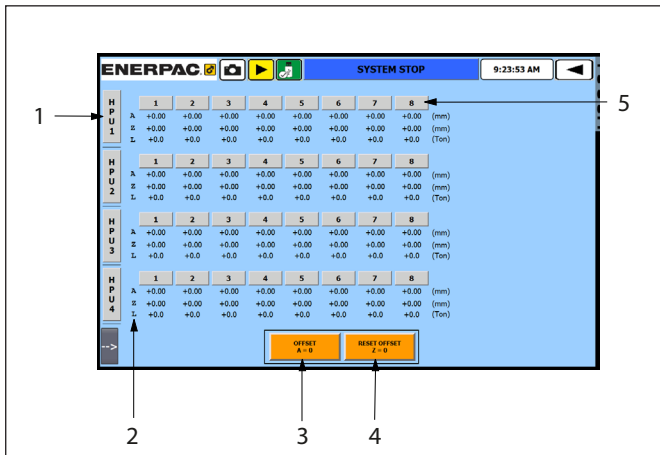 ENERPAC SYSTEM STOP 9:23:53 AM
HPU1 1 2 3 4 5 6 7 8 5
1 A +0.00 +0.00 +0.00 +0.00 +0.00 +0.00 +0.00 +0.00 (mm)
Z +0.00 +0.00 +0.00 +0.00 +0.00 +0.00 +0.00 +0.00 (mm)
L +0.0 +0.0 +0.0 +0.0 +0.0 +0.0 +0.0 +0.0 (Ton)
HPU2 1 2 3 4 5 6 7 8
A +0.00 +0.00 +0.00 +0.00 +0.00 +0.00 +0.00 +0.00 (mm)
Z +0.00 +0.00 +0.00 +0.00 +0.00 +0.00 +0.00 +0.00 (mm)
L +0.0 +0.0 +0.0 +0.0 +0.0 +0.0 +0.0 +0.0 (Ton)
HPU3 1 2 3 4 5 6 7 8
A +0.00 +0.00 +0.00 +0.00 +0.00 +0.00 +0.00 +0.00 (mm)
Z +0.00 +0.00 +0.00 +0.00 +0.00 +0.00 +0.00 +0.00 (mm)
L +0.0 +0.0 +0.0 +0.0 +0.0 +0.0 +0.0 +0.0 (Ton)
HPU4 1 2 3 4 5 6 7 8
A +0.00 +0.00 +0.00 +0.00 +0.00 +0.00 +0.00 +0.00 (mm)
Z +0.00 +0.00 +0.00 +0.00 +0.00 +0.00 +0.00 +0.00 (mm)
L +0.0 +0.0 +0.0 +0.0 +0.0 +0.0 +0.0 +0.0 (Ton)
--> OFFSET RESET OFFSET
A = 0 Z = 0
2 3 4